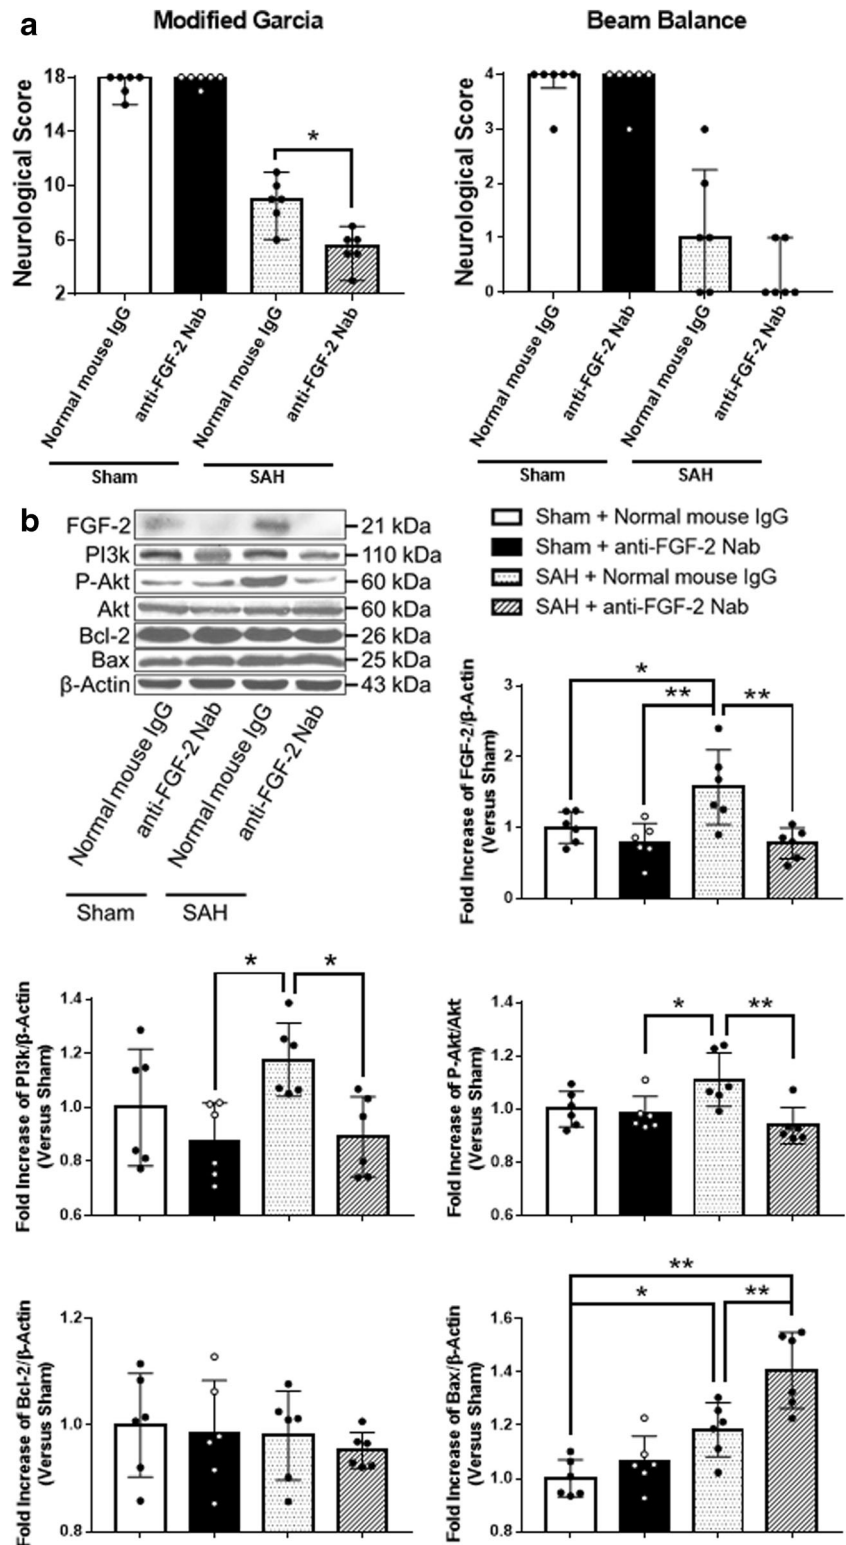 a
Modified Garcia
Neurological Score
18
14
10
6
2
*
Normal mouse IgG
anti-FGF-2 Nab
Normal mouse IgG
anti-FGF-2 Nab
Sham
SAH
Beam Balance
Neurological Score
4
3
2
1
0
Normal mouse IgG
anti-FGF-2 Nab
Normal mouse IgG
anti-FGF-2 Nab
Sham
SAH
b
FGF-2 21 kDa
PI3k 110 kDa
P-Akt 60 kDa
Akt 60 kDa
Bcl-2 26 kDa
Bax 25 kDa
β-Actin 43 kDa
Normal mouse IgG
anti-FGF-2 Nab
Normal mouse IgG
anti-FGF-2 Nab
Sham
SAH
Sham + Normal mouse IgG
Sham + anti-FGF-2 Nab
SAH + Normal mouse IgG
SAH + anti-FGF-2 Nab
Fold Increase of FGF-2/β-Actin
(Versus Sham)
3
2
1
0
*
**
**
Fold Increase of PI3k/β-Actin
(Versus Sham)
1.4
1.2
1.0
0.8
0.6
*
*
Fold Increase of P-Akt/Akt
(Versus Sham)
1.4
1.2
1.0
0.8
0.6
*
**
Fold Increase of Bcl-2/β-Actin
(Versus Sham)
1.2
1.0
0.8
Fold Increase of Bax/β-Actin
(Versus Sham)
1.6
1.4
1.2
1.0
0.8
**
*
**